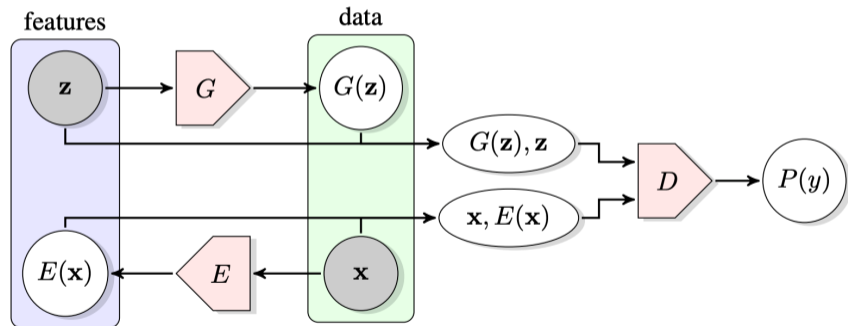 features
data
z
G
G(z)
G(z), z
D
P(y)
x, E(x)
E(x)
E
x